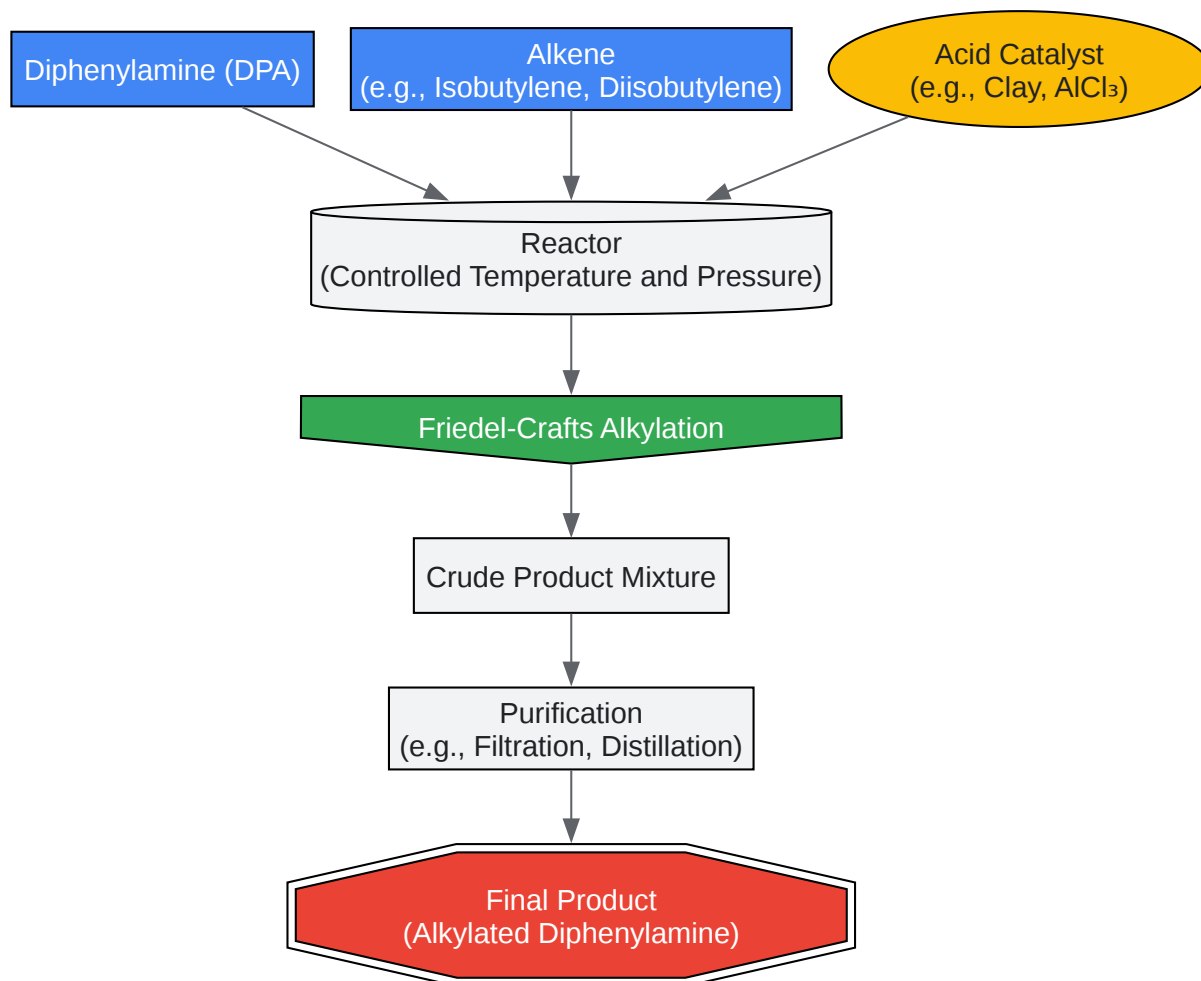 Diphenylamine (DPA)
Alkene
(e.g., Isobutylene, Diisobutylene)
Acid Catalyst
(e.g., Clay, AlCl₃)
Reactor
(Controlled Temperature and Pressure)
Friedel-Crafts Alkylation
Crude Product Mixture
Purification
(e.g., Filtration, Distillation)
Final Product
(Alkylated Diphenylamine)